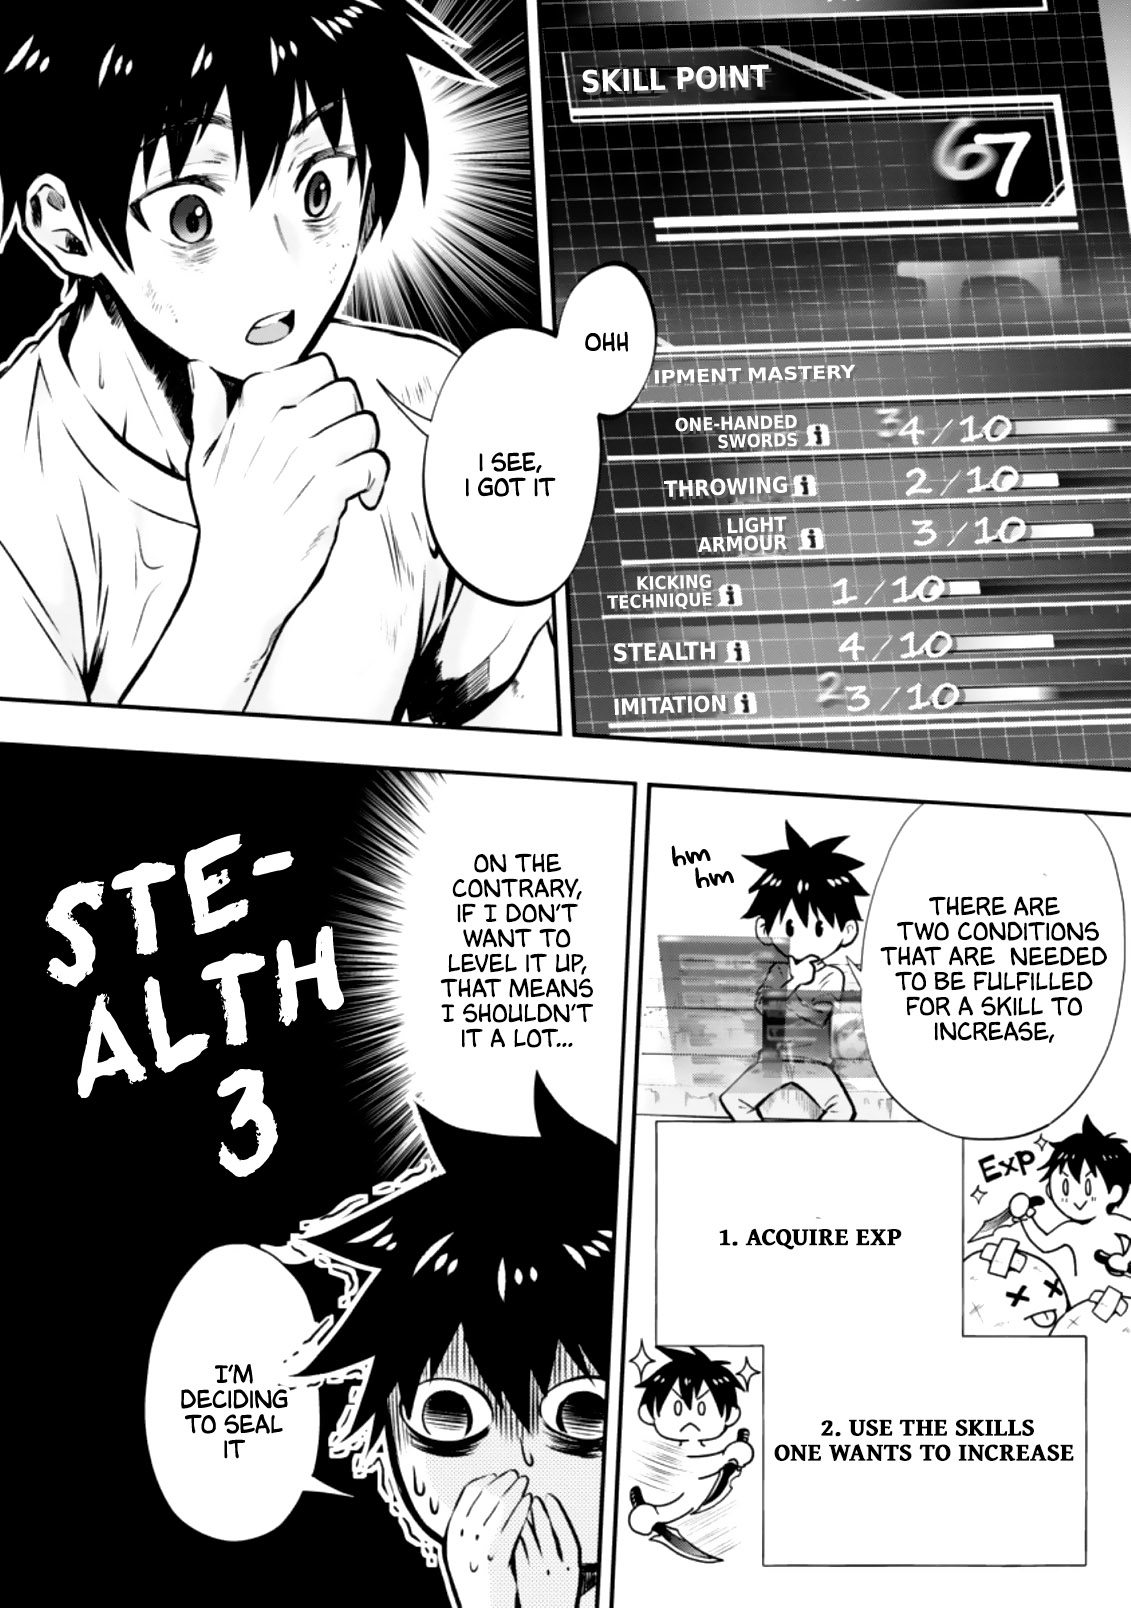 SKILL POINT
67
IPMENT MASTERY
ONE-HANDED
SWORDS i 34/10
THROWING i 2/10
LIGHT
ARMOUR i 3/10
KICKING
TECHNIQUE i 1/10
STEALTH i 4/10
IMITATION i 23/10
OHH
I SEE,
I GOT IT
hm
hm
THERE ARE
TWO CONDITIONS
THAT ARE NEEDED
TO BE FULFILLED
FOR A SKILL TO
INCREASE,
1. ACQUIRE EXP
Exp
2. USE THE SKILLS
ONE WANTS TO INCREASE
ON THE
CONTRARY,
IF I DON'T
WANT TO
LEVEL IT UP,
THAT MEANS
I SHOULDN'T
IT A LOT...
STE-
ALTH
3
I'M
DECIDING
TO SEAL
IT